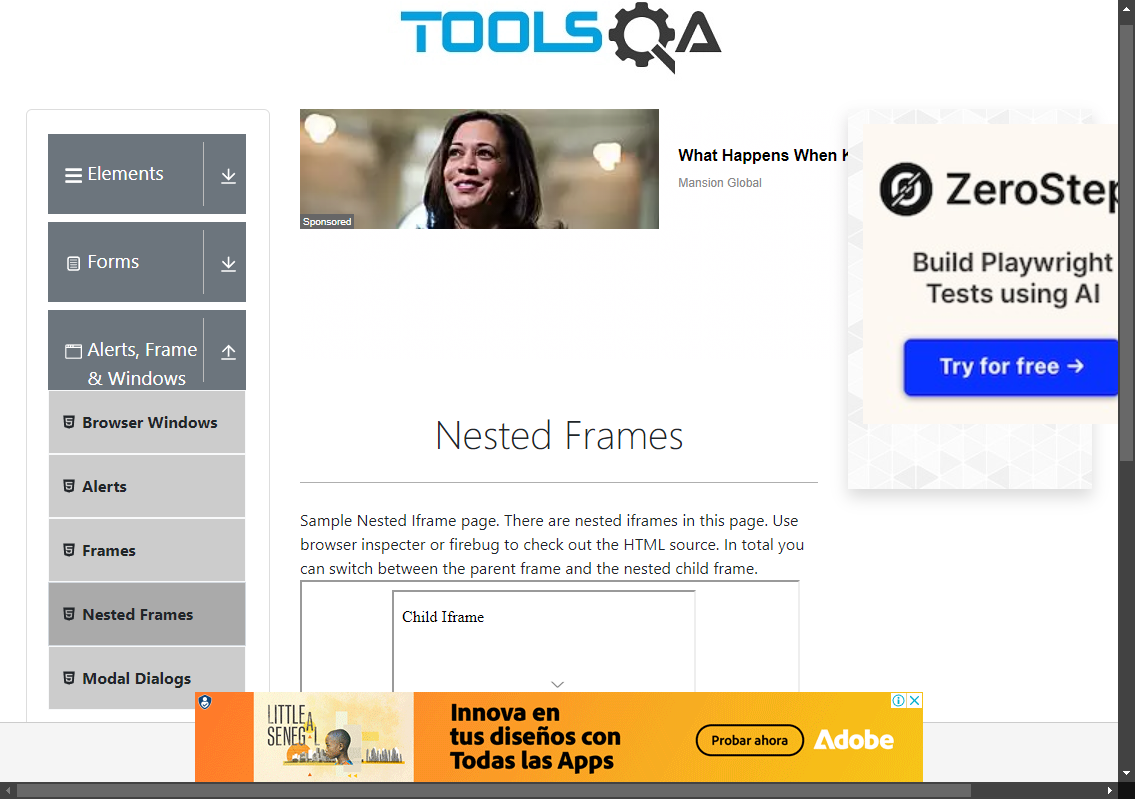 TOOLSQA
Elements
Forms
Alerts, Frame
& Windows
Browser Windows
Alerts
Frames
Nested Frames
Modal Dialogs
Sponsored
What Happens When K
Mansion Global
ZeroStep
Build Playwright
Tests using AI
Try for free →
Nested Frames
Sample Nested Iframe page. There are nested iframes in this page. Use
browser inspecter or firebug to check out the HTML source. In total you
can switch between the parent frame and the nested child frame.
Child Iframe
LITTLE
SENEGAL
Innova en
tus diseños con
Todas las Apps
Probar ahora
Adobe